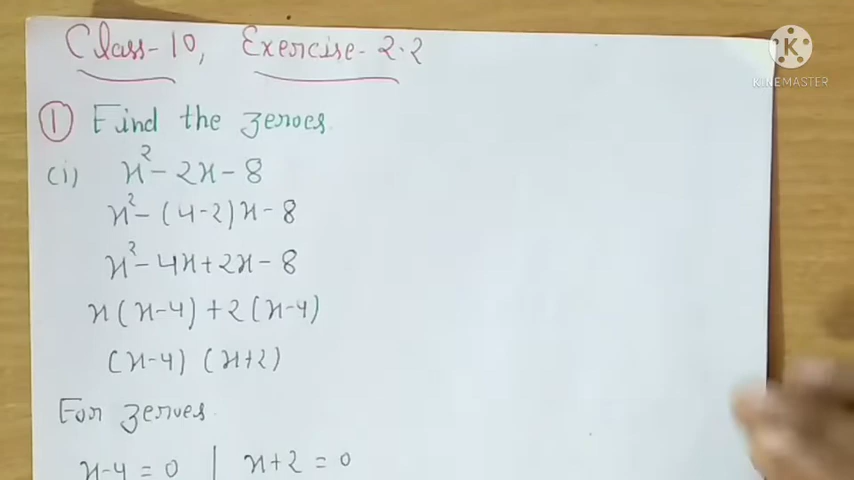 Class-10, Exercise-2.2
K
KINEMASTER
① Find the zeroes
(i) x² - 2x - 8
x² - (4-2)x - 8
x² - 4x + 2x - 8
x(x-4) + 2(x-4)
(x-4) (x+2)
For zeroes
x-4 = 0 | x+2 = 0